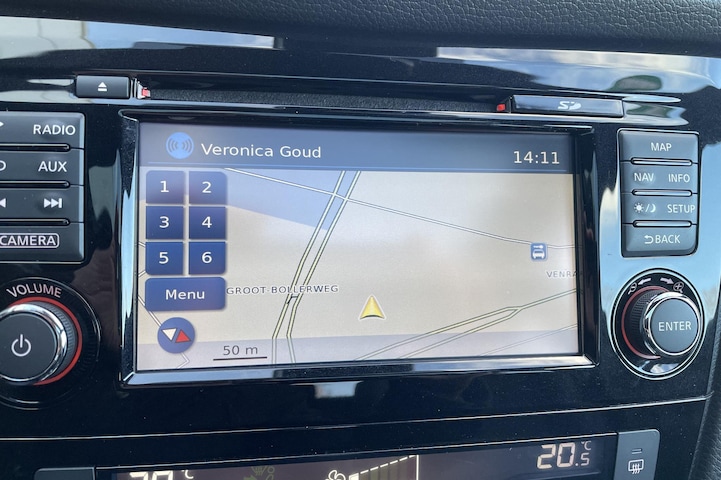 RADIO
AUX
CAMERA
VOLUME
Veronica Goud 14:11
1 2
3 4
5 6
Menu
GROOT-BOLLERWEG
VENRA
50 m
MAP
NAV INFO
SETUP
BACK
ENTER
20.5 °C